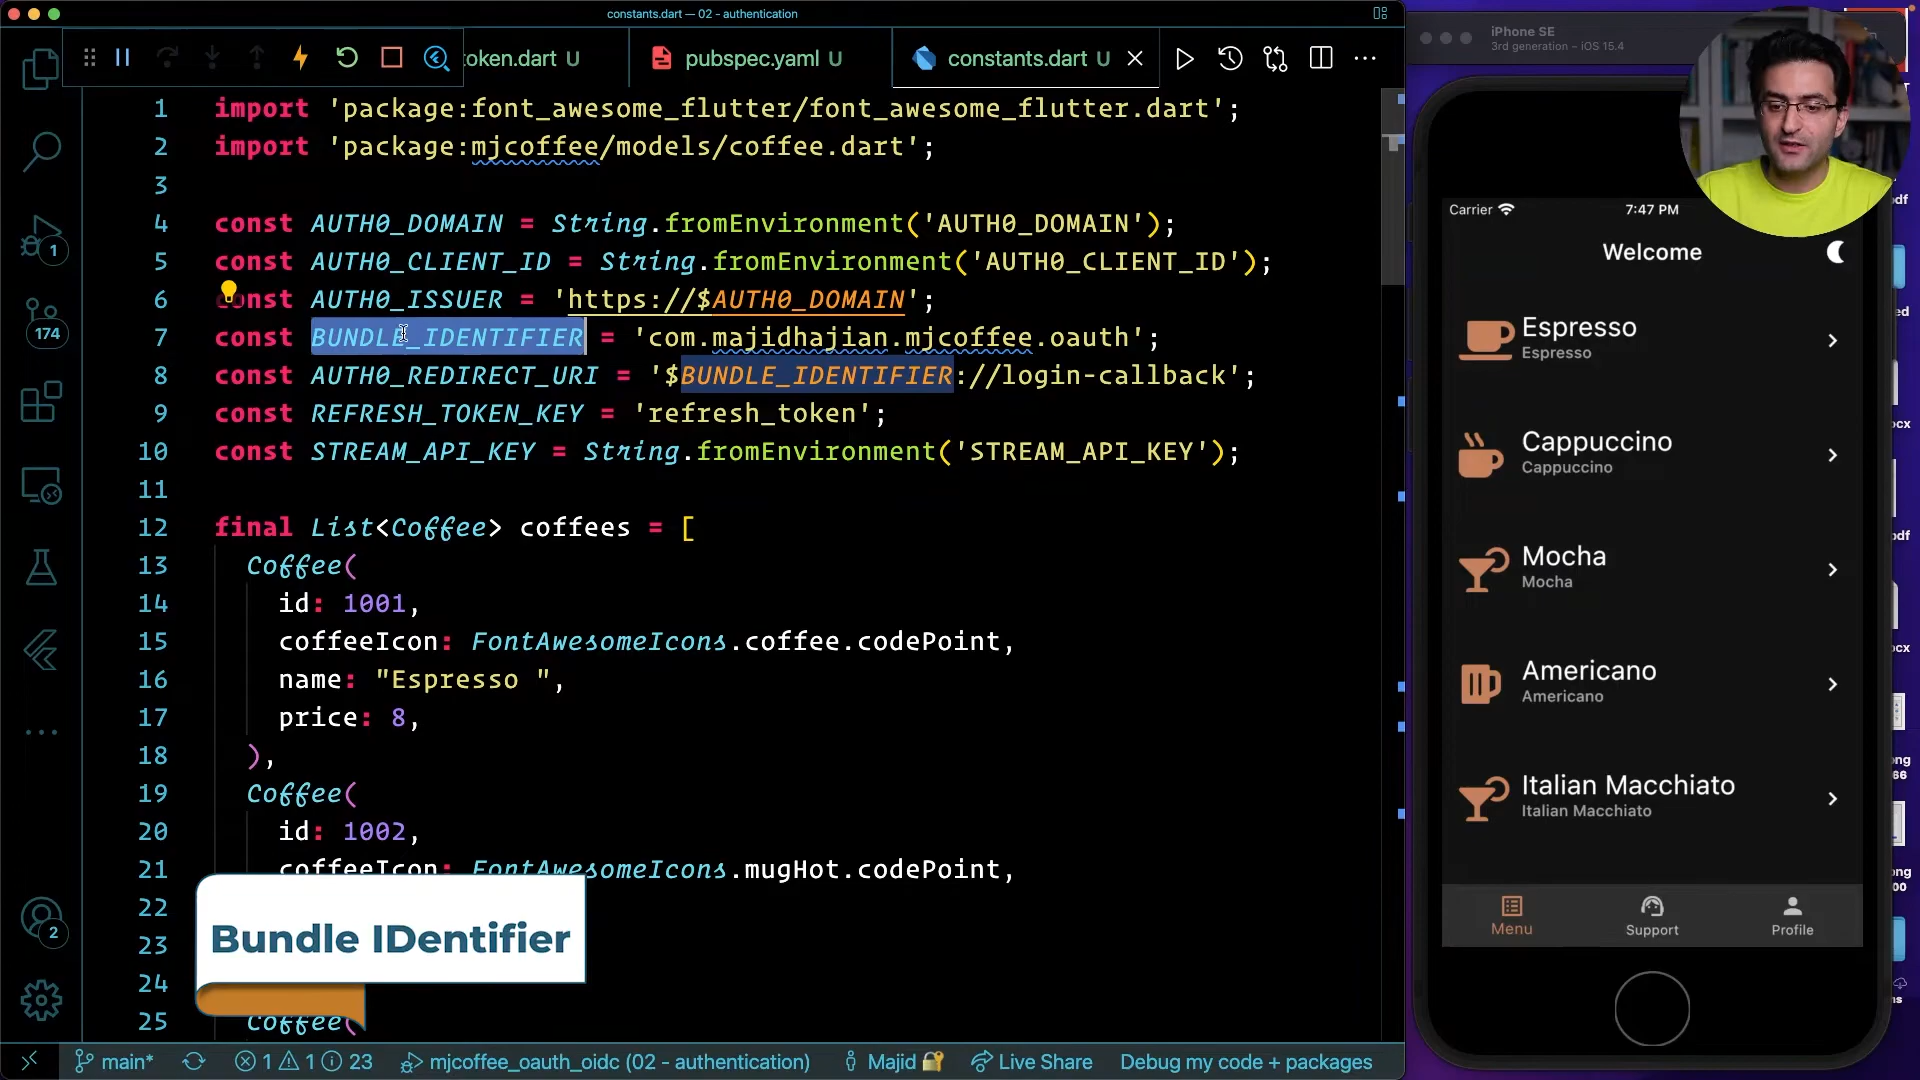 constants.dart — 02 - authentication
token.dart U
pubspec.yaml U
constants.dart U
1 import 'package:font_awesome_flutter/font_awesome_flutter.dart';
2 import 'package:mjcoffee/models/coffee.dart';
3
4 const AUTH0_DOMAIN = String.fromEnvironment('AUTH0_DOMAIN');
5 const AUTH0_CLIENT_ID = String.fromEnvironment('AUTH0_CLIENT_ID');
6 const AUTH0_ISSUER = 'https://$AUTH0_DOMAIN';
7 const BUNDLE_IDENTIFIER = 'com.majidhajian.mjcoffee.oauth';
8 const AUTH0_REDIRECT_URI = '$BUNDLE_IDENTIFIER://login-callback';
9 const REFRESH_TOKEN_KEY = 'refresh_token';
10 const STREAM_API_KEY = String.fromEnvironment('STREAM_API_KEY');
11
12 final List<Coffee> coffees = [
13 Coffee(
14 id: 1001,
15 coffeeIcon: FontAwesomeIcons.coffee.codePoint,
16 name: "Espresso ",
17 price: 8,
18 ),
19 Coffee(
20 id: 1002,
21 coffeeIcon: FontAwesomeIcons.mugHot.codePoint,
22
23
24
25 Coffee(
Bundle IDentifier
1
174
2
main*
1 1 23
mjcoffee_oauth_oidc (02 - authentication)
Majid
Live Share
Debug my code + packages
iPhone SE
3rd generation – iOS 15.4
Carrier
7:47 PM
Welcome
Espresso
Espresso
Cappuccino
Cappuccino
Mocha
Mocha
Americano
Americano
Italian Macchiato
Italian Macchiato
Menu
Support
Profile